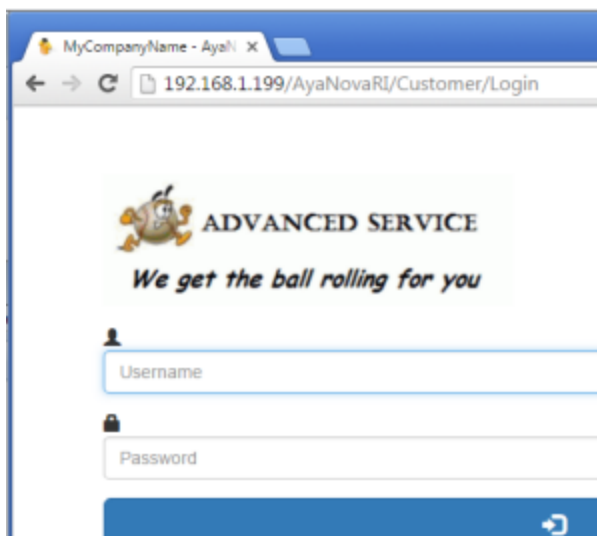 MyCompanyName - Aya
192.168.1.199/AyaNovaRI/Customer/Login
ADVANCED SERVICE
We get the ball rolling for you
Username
Password